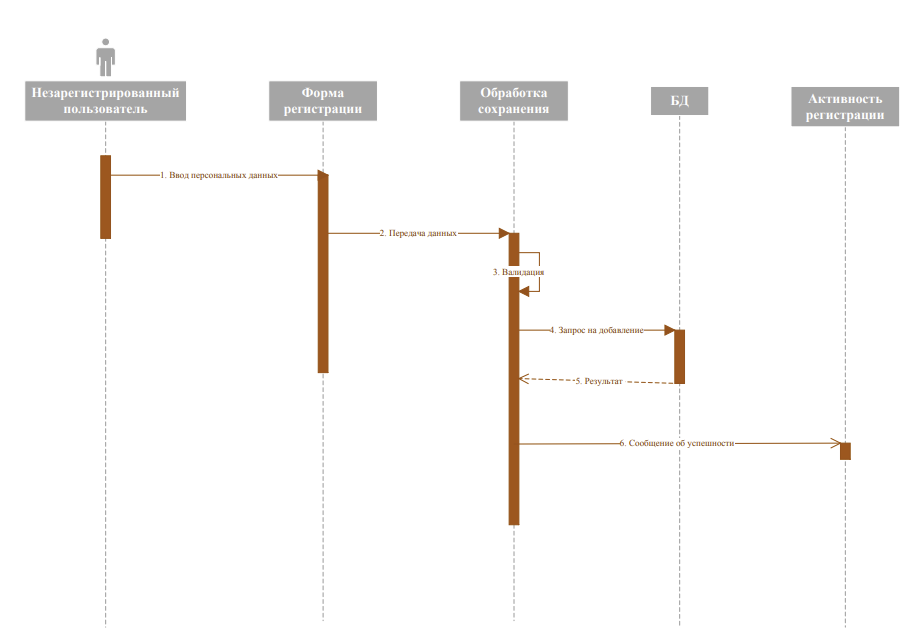 Незарегистрированный
пользователь
Форма
регистрации
Обработка
сохранения
БД
Активность
регистрации
1. Ввод персональных данных
2. Передача данных
3. Валидация
4. Запрос на добавление
5. Результат
6. Сообщение об успешности